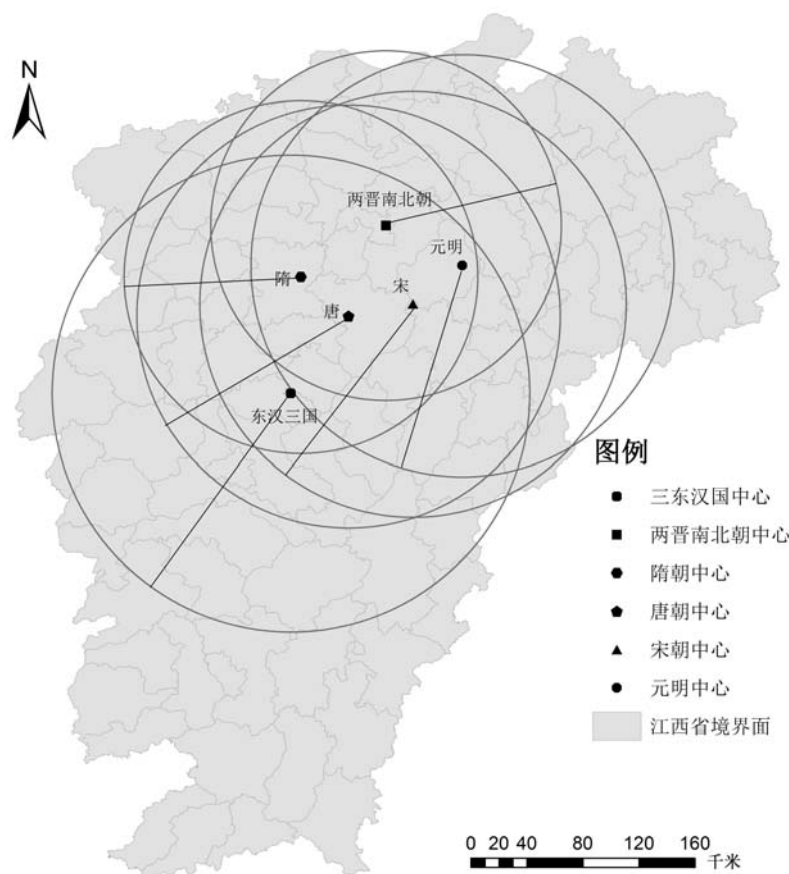 N
两晋南北朝
元明
隋
宋
唐
东汉三国
图例
三东汉国中心
两晋南北朝中心
隋朝中心
唐朝中心
宋朝中心
元明中心
江西省境界面
0 20 40 80 120 160
千米